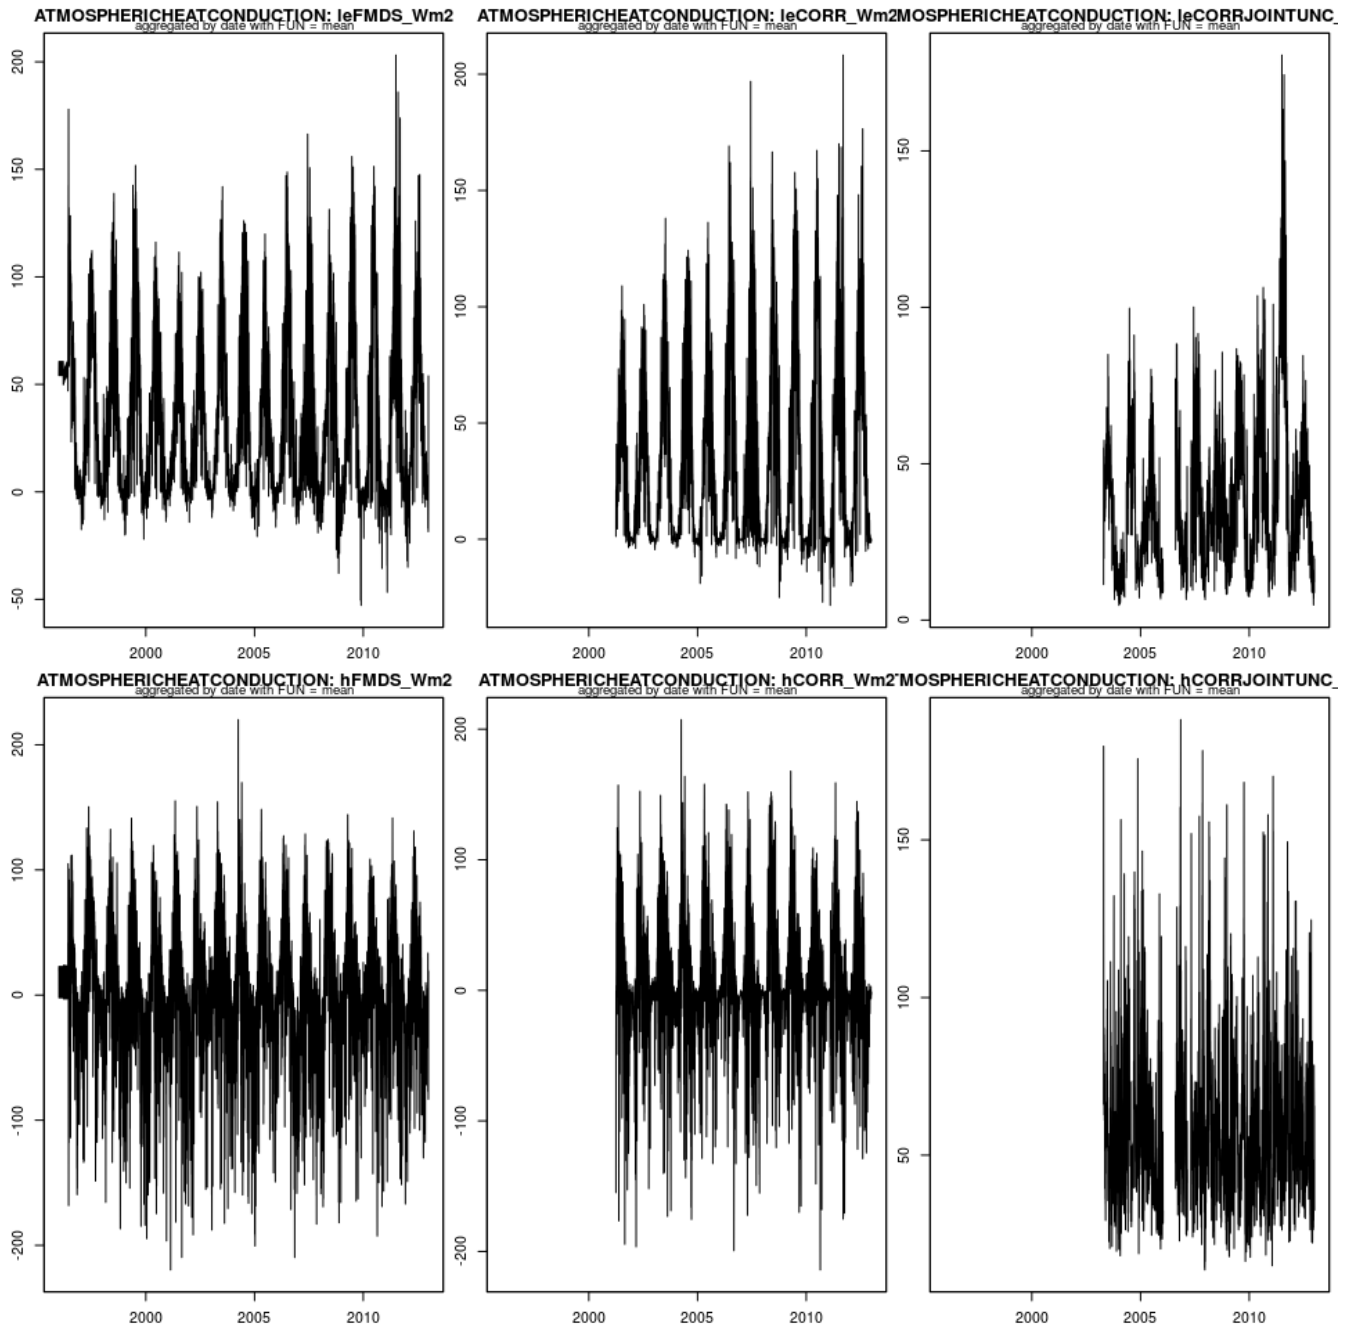 ATMOSPHERICHEATCONDUCTION: leFMDS_Wm2
aggregated by date with FUN = mean
200
150
100
50
0
-50
2000 2005 2010
ATMOSPHERICHEATCONDUCTION: leCORR_Wm2
aggregated by date with FUN = mean
200
150
100
50
0
2000 2005 2010
MOSPHERICHEATCONDUCTION: leCORRJOINTUNC_
aggregated by date with FUN = mean
150
100
50
0
2000 2005 2010
ATMOSPHERICHEATCONDUCTION: hFMDS_Wm2
aggregated by date with FUN = mean
200
100
0
-100
-200
2000 2005 2010
ATMOSPHERICHEATCONDUCTION: hCORR_Wm2
aggregated by date with FUN = mean
200
100
0
-100
-200
2000 2005 2010
MOSPHERICHEATCONDUCTION: hCORRJOINTUNC_
aggregated by date with FUN = mean
150
100
50
2000 2005 2010